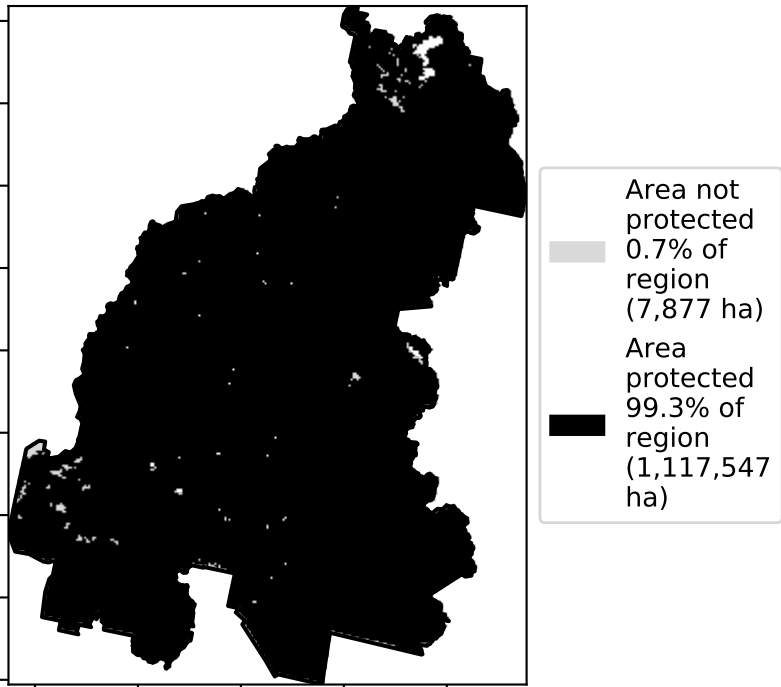 Area not
protected
0.7% of
region
(7,877 ha)
Area
protected
99.3% of
region
(1,117,547
ha)